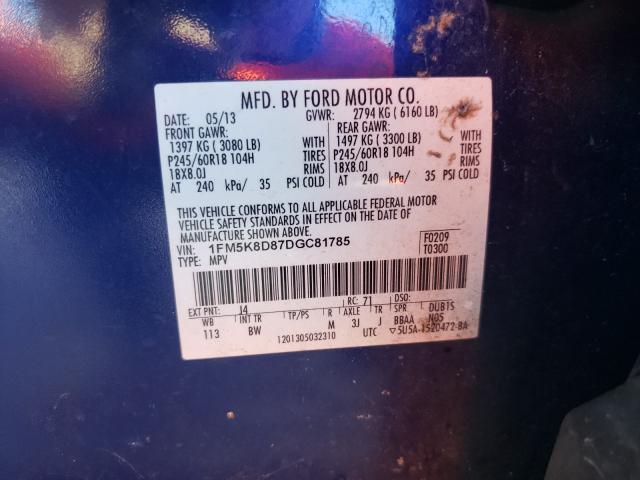 MFD. BY FORD MOTOR CO.
DATE: 05/13 GVWR: 2794 KG ( 6160 LB)
FRONT GAWR: REAR GAWR:
1397 KG ( 3080 LB) 1497 KG ( 3300 LB)
WITH WITH
P245/60R18 104H TIRES P245/60R18 104H TIRES
18X8.0J RIMS 18X8.0J RIMS
AT 240 kPa/ 35 PSI COLD AT 240 kPa/ 35 PSI COLD
THIS VEHICLE CONFORMS TO ALL APPLICABLE FEDERAL MOTOR
VEHICLE SAFETY STANDARDS IN EFFECT ON THE DATE OF
MANUFACTURE SHOWN ABOVE.
VIN: 1FM5K8D87DGC81785 F0209
TYPE: MPV T0300
EXT PNT: J4 RC: 71 DSO:
WB INT TR TP/PS R AXLE TR SPR DUB1S
113 BW M 3J J BBAA N05
1201305032310 UTC ▽5U5A-1520472-BA